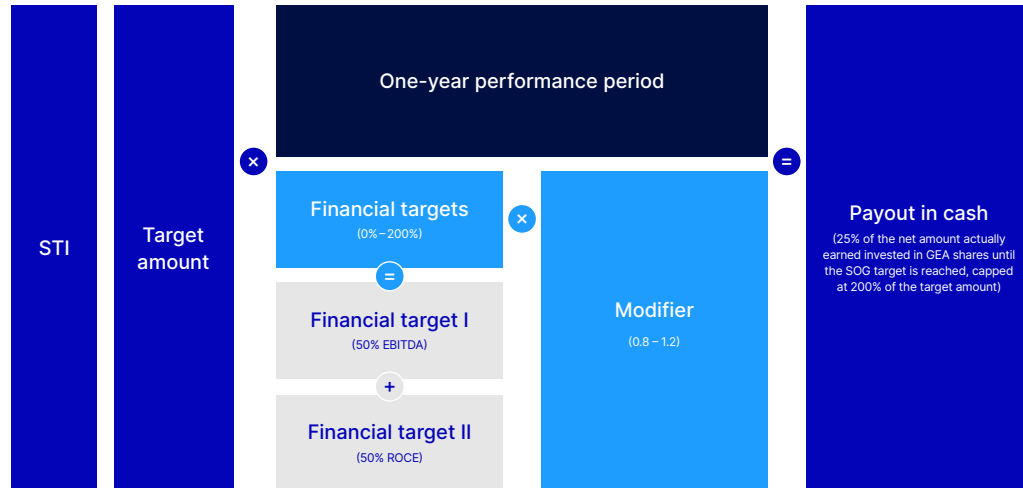 STI
Target
amount
×
One-year performance period
Financial targets
(0%–200%)
=
Financial target I
(50% EBITDA)
+
Financial target II
(50% ROCE)
×
Modifier
(0.8–1.2)
=
Payout in cash
(25% of the net amount actually
earned invested in GEA shares until
the SOG target is reached, capped
at 200% of the target amount)